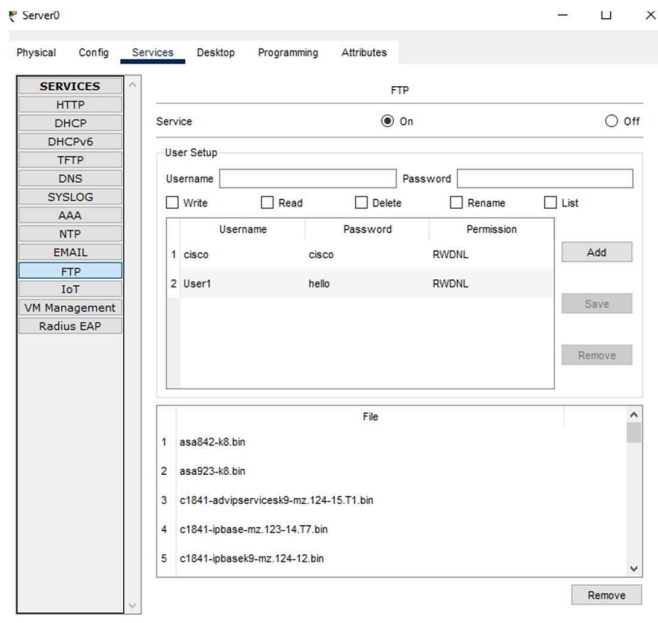 Server0
Physical Config Services Desktop Programming Attributes
SERVICES
HTTP
DHCP
DHCPv6
TFTP
DNS
SYSLOG
AAA
NTP
EMAIL
FTP
IoT
VM Management
Radius EAP
FTP
Service On Off
User Setup
Username Password
Write Read Delete Rename List
Username Password Permission
1 cisco cisco RWDNL
2 User1 hello RWDNL
Add
Save
Remove
File
1 asa842-k8.bin
2 asa923-k8.bin
3 c1841-advipservicesk9-mz.124-15.T1.bin
4 c1841-ipbase-mz.123-14.T7.bin
5 c1841-ipbasek9-mz.124-12.bin
Remove